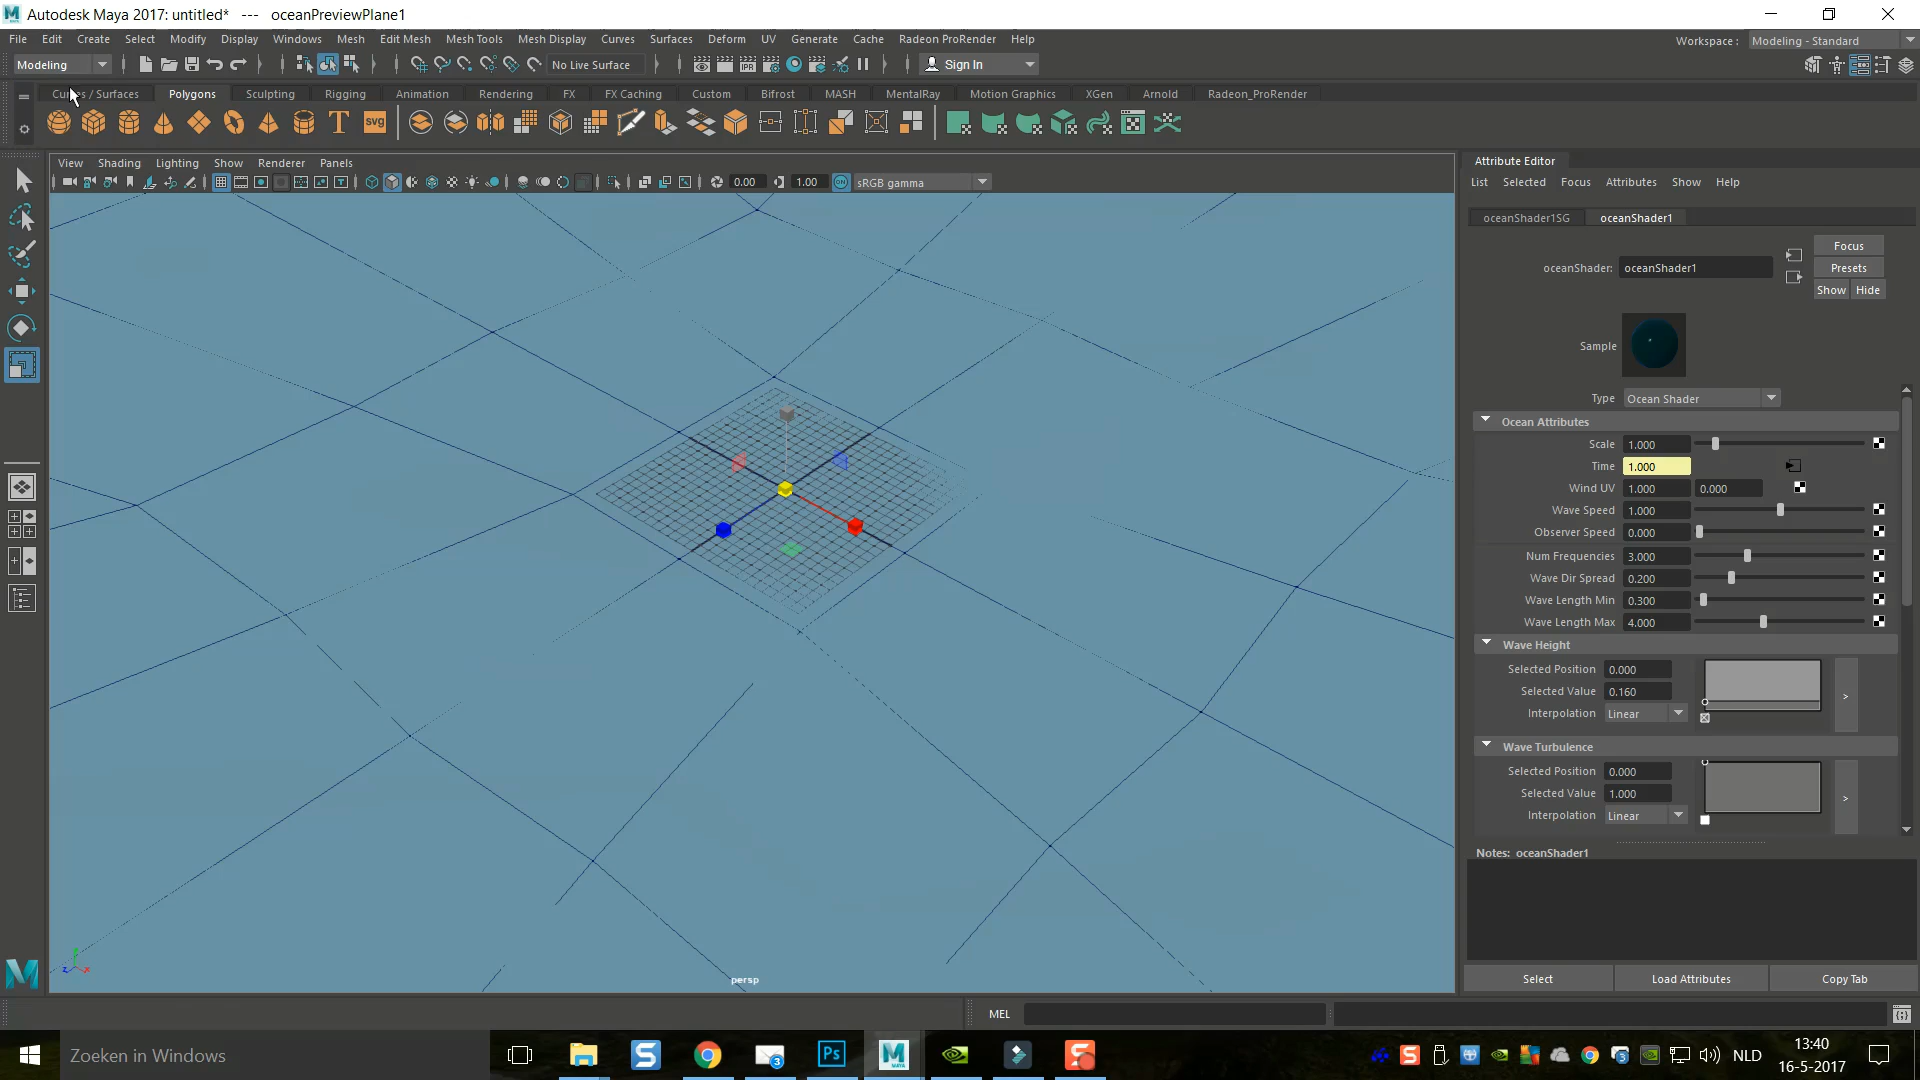 Autodesk Maya 2017: untitled* --- oceanPreviewPlane1
File Edit Create Select Modify Display Windows Mesh Edit Mesh Mesh Tools Mesh Display Curves Surfaces Deform UV Generate Cache Radeon ProRender Help
Workspace : Modeling - Standard
Modeling No Live Surface Sign In
Curves / Surfaces Polygons Sculpting Rigging Animation Rendering FX FX Caching Custom Bifrost MASH MentalRay Motion Graphics XGen Arnold Radeon_ProRender
T SVG
View Shading Lighting Show Renderer Panels
0.00 1.00 ON sRGB gamma
Attribute Editor
List Selected Focus Attributes Show Help
oceanShader1SG oceanShader1
oceanShader: oceanShader1
Focus
Presets
Show Hide
Sample
Type Ocean Shader
Ocean Attributes
Scale 1.000
Time 1.000
Wind UV 1.000 0.000
Wave Speed 1.000
Observer Speed 0.000
Num Frequencies 3.000
Wave Dir Spread 0.200
Wave Length Min 0.300
Wave Length Max 4.000
Wave Height
Selected Position 0.000
Selected Value 0.160
Interpolation Linear
>
Wave Turbulence
Selected Position 0.000
Selected Value 1.000
Interpolation Linear
>
Notes: oceanShader1
Select Load Attributes Copy Tab
z x
persp
MEL
Zoeken in Windows
S 3 Ps M MAYA S
S 3 NLD
13:40
16-5-2017